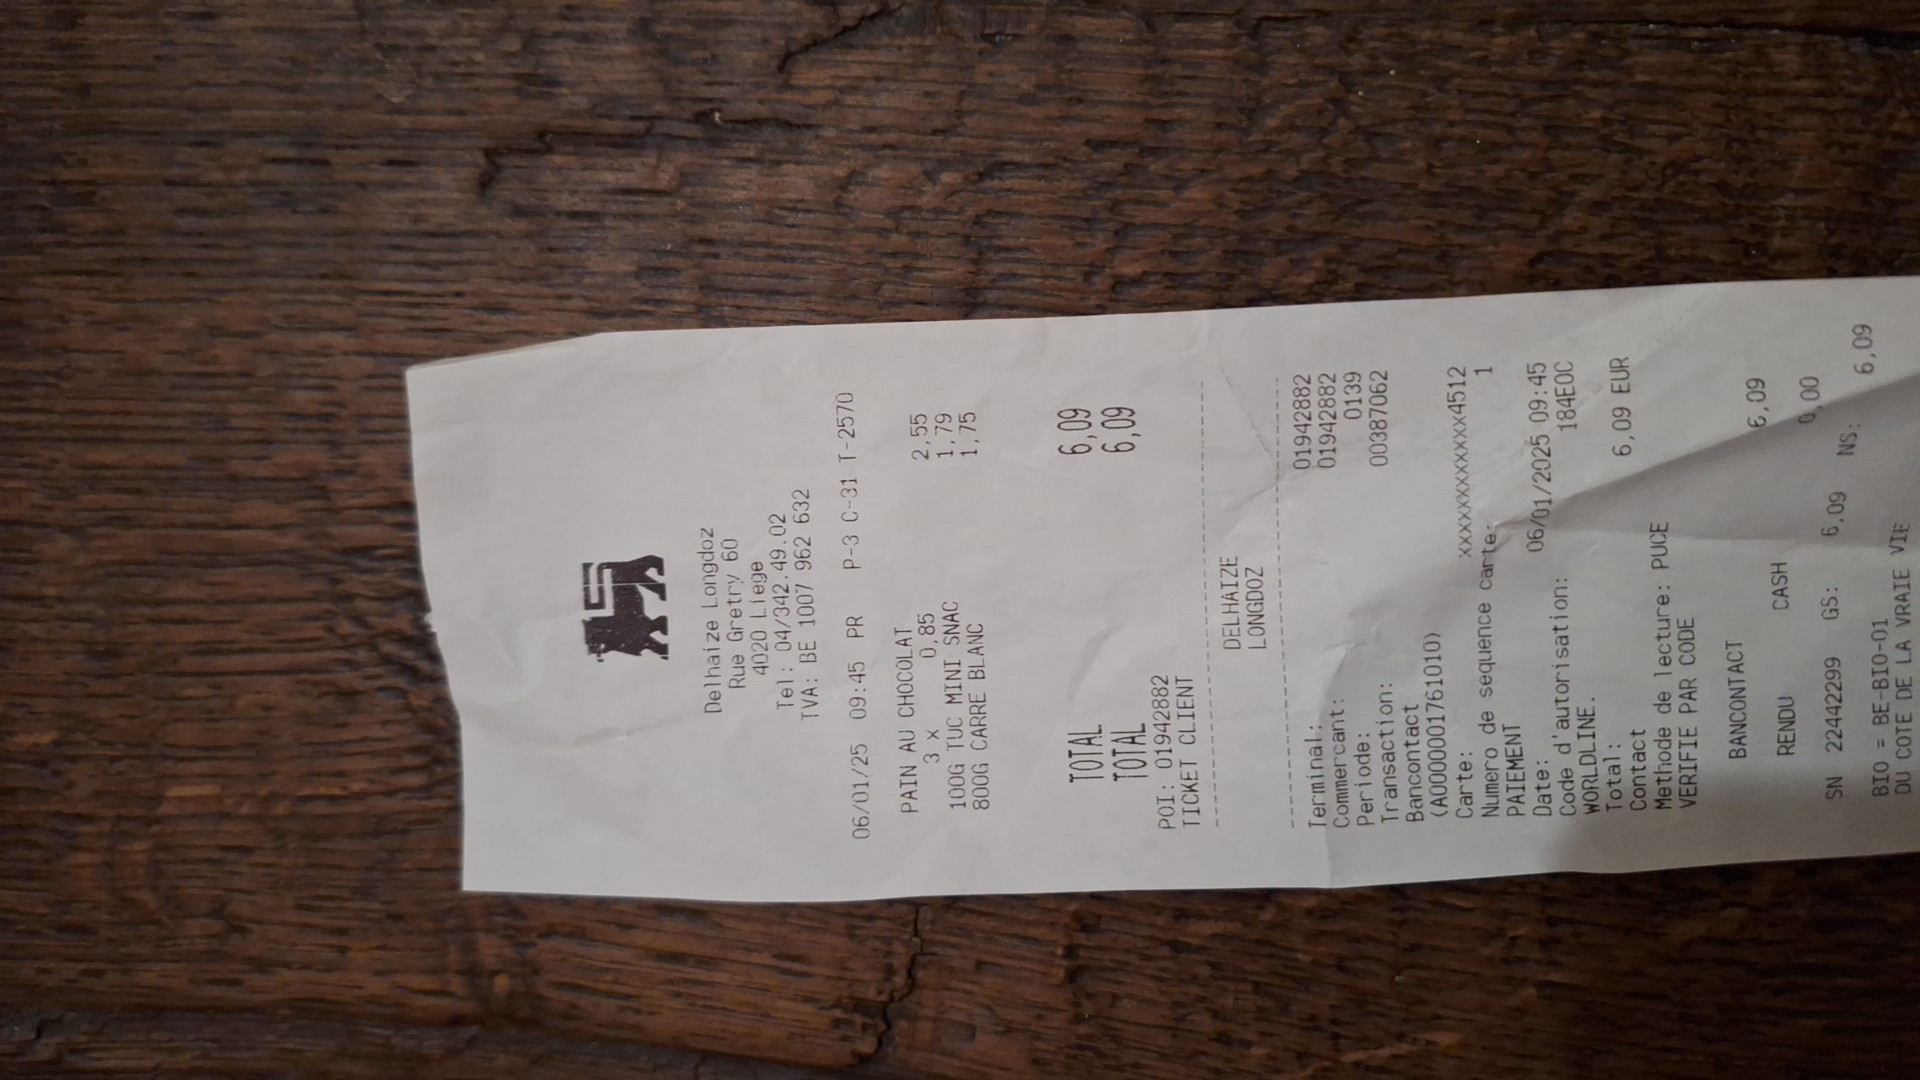 Delhaize Longdoz
Rue Gretry 60
4020 Liege
Tel: 04/342.49.02
TVA: BE 1007 962 632
06/01/25 09:45 PR P-3 C-31 T-2570
PAIN AU CHOCOLAT
3 x 0,85 2,55
100G TUC MINI SNAC 1,79
800G CARRE BLANC 1,75
TOTAL 6,09
TOTAL 6,09
POI: 01942882
TICKET CLIENT
DELHAIZE
LONGDOZ
Terminal: 01942882
Commercant: 01942882
Periode: 0139
Transaction: 00387062
Bancontact
(A0000001761010)
Carte: xxxxxxxxxxxxx4512
Numero de sequence carte: 1
PAIEMENT
Date: 06/01/2025 09:45
Code d'autorisation: 184E0C
WORLDLINE.
Total: 6,09 EUR
Contact
Methode de lecture: PUCE
VERIFIE PAR CODE
BANCONTACT 6,09
RENDU CASH 0,00
SN 22442299 GS: 6,09 NS: 6,09
BIO = BE-BIO-01
DU COTE DE LA VRAIE VIE